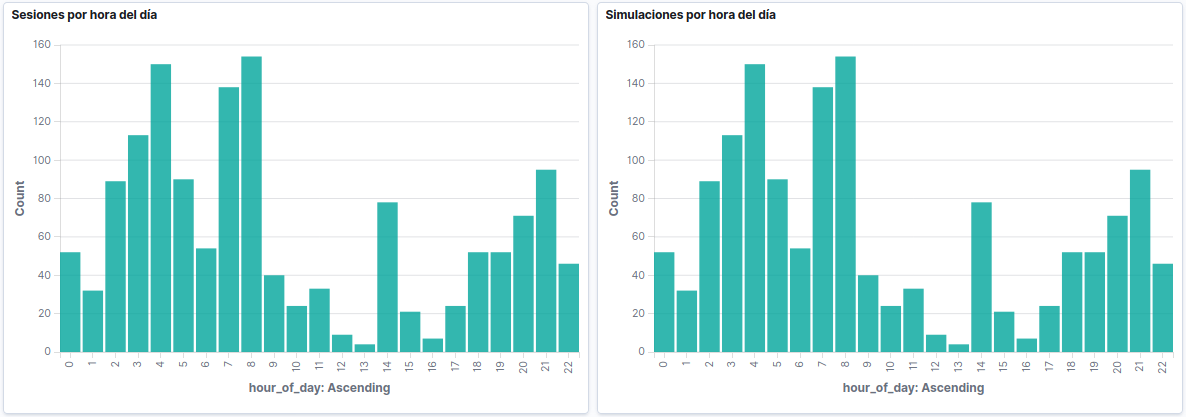 Sesiones por hora del día
160
140
120
100
80
60
40
20
0
Count
0 1 2 3 4 5 6 7 8 9 10 11 12 13 14 15 16 17 18 19 20 21 22
hour_of_day: Ascending
Simulaciones por hora del día
160
140
120
100
80
60
40
20
0
Count
0 1 2 3 4 5 6 7 8 9 10 11 12 13 14 15 16 17 18 19 20 21 22
hour_of_day: Ascending